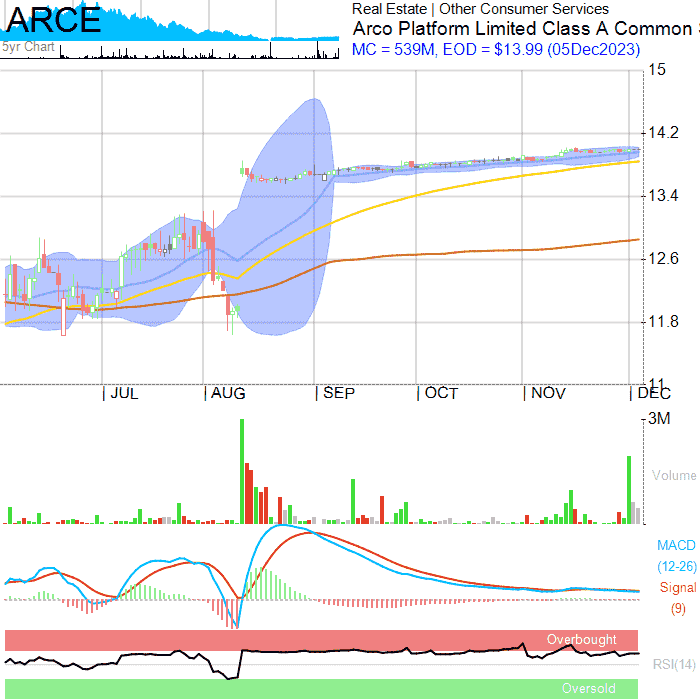 ARCE
5yr Chart
Real Estate | Other Consumer Services
Arco Platform Limited Class A Common
MC = 539M, EOD = $13.99 (05Dec2023)
15
14.2
13.4
12.6
11.8
11
| JUL | AUG | SEP | OCT | NOV | DEC
3M
Volume
MACD
(12-26)
Signal
(9)
Overbought
RSI(14)
Oversold